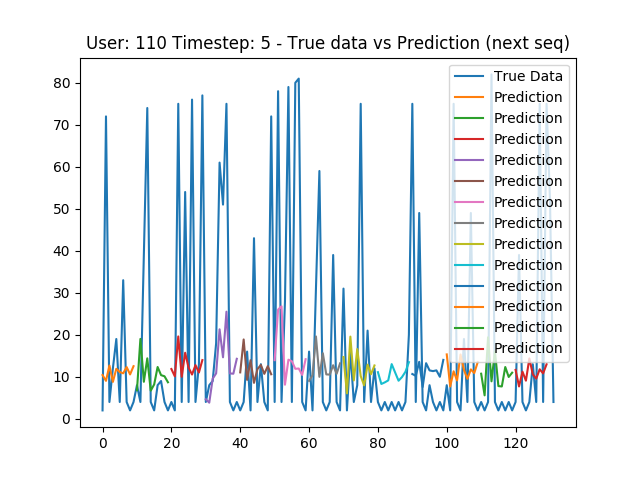 User: 110 Timestep: 5 - True data vs Prediction (next seq)
80
70
60
50
40
30
20
10
0
0 20 40 60 80 100 120
True Data
Prediction
Prediction
Prediction
Prediction
Prediction
Prediction
Prediction
Prediction
Prediction
Prediction
Prediction
Prediction
Prediction